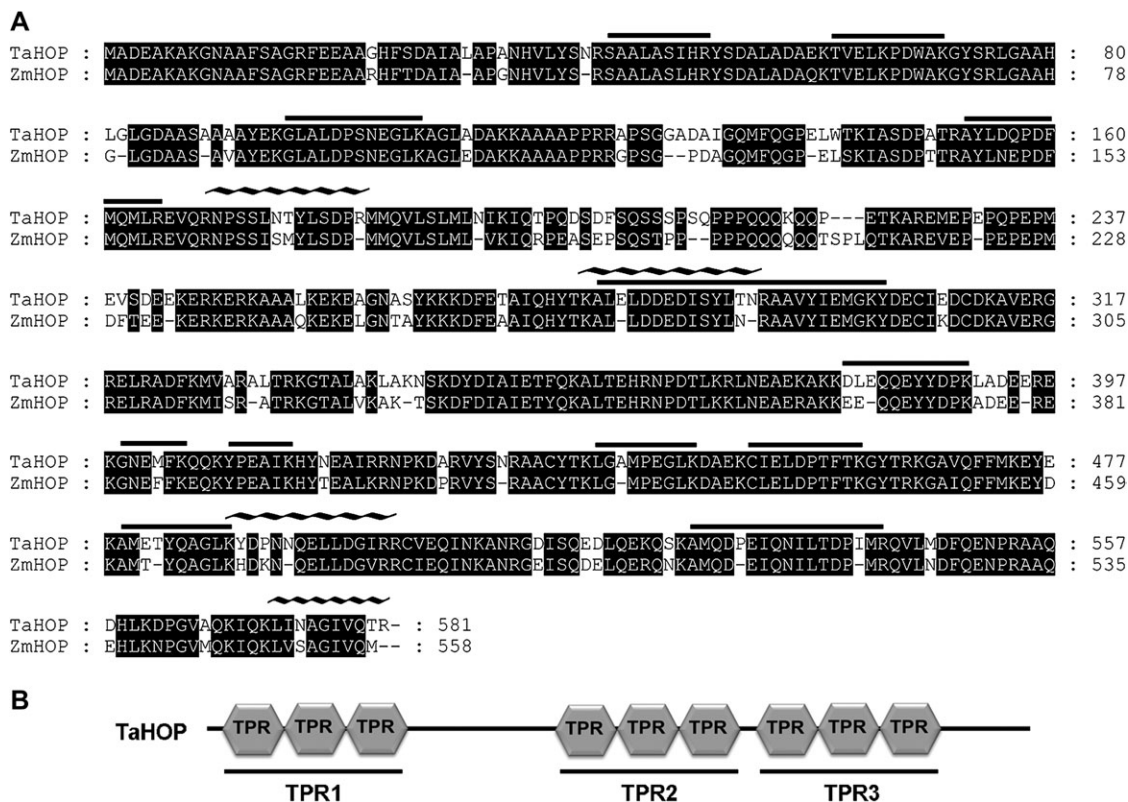 A
TaHOP : MADEAKAKGNAAFSAGRFEEAAGHFSDAIALAPANHVLYSNRSAALASIHRYSDALADAEKTVELKPDWAKGYSRLGAAH : 80
ZmHOP : MADEAKAKGNAAFSAGRFEEAARHFTDAIA-APGNHVLYS-RSAALASLHRYSDALADAQKTVELKPDWAKGYSRLGAAH : 78
TaHOP : LGLGDAASAAAAYEKGLALDPSNEGLKAGLADAKKAAAAPPRRAPSGGADAIGQMFQGPELWTKIASDPATRAYLDQPDF : 160
ZmHOP : G-LGDAAS-AVAYEKGLALDPSNEGLKAGLEDAKKAAAAPPRRGPSG--PDAGQMFQGP-ELSKIASDPTTRAYLNEPDF : 153
TaHOP : MQMLREVQRNPSSLNTYLSDPRMMQVLSLMLNIKIQTPQDSDFSQSSSPSQPPPQQQKQQP---ETKAREMEPEPQPEPM : 237
ZmHOP : MQMLREVQRNPSSISMYLSDP-MMQVLSLML-VKIQRPEASEPSQSTPP--PPPQQQQQQTSPLQTKAREVEP-PEPEPM : 228
TaHOP : EVSDEEKERKERKAAALKEKEAGNASYKKKDFETAIQHYTKALELDDEDISYLTNRAAVYIEMGKYDECIEDCDKAVERG : 317
ZmHOP : DFTEE-KERKERKAAAQKEKELGNTAYKKKDFEAAIQHYTKAL-LDDEDISYLN-RAAVYIEMGKYDECIKDCDKAVERG : 305
TaHOP : RELRADFKMVARALTRKGTALAKLAKNSKDYDIAIETFQKALTEHRNPDTLKRLNEAEKAKKDLEQQEYYDPKLADEERE : 397
ZmHOP : RELRADFKMISR-ATRKGTALVKAK-TSKDFDIAIETYQKALTEHRNPDTLKKLNEAERAKKEE-QQEYYDPKADEE-RE : 381
TaHOP : KGNEMFKQQKYPEAIKHYNEAIRRNPKDARVYSNRAACYTKLGAMPEGLKDAEKCIELDPTFTKGYTRKGAVQFFMKEYE : 477
ZmHOP : KGNEFFKEQKYPEAIKHYTEALKRNPKDPRVYS-RAACYTKLG-MPEGLKDAEKCLELDPTFTKGYTRKGAIQFFMKEYD : 459
TaHOP : KAMETYQAGLKYDPNNQELLDGIRRCVEQINKANRGDISQEDLQEKQSKAMQDPEIQNILTDPIMRQVLMDFQENPRAAQ : 557
ZmHOP : KAMT-YQAGLKHDKN-QELLDGVRRCIEQINKANRGEISQDELQERQNKAMQD-EIQNILTDP-MRQVLNDFQENPRAAQ : 535
TaHOP : DHLKDPGVAQKIQKLINAGIVQTR- : 581
ZmHOP : EHLKNPGVMQKIQKLVSAGIVQM-- : 558
B
TaHOP TPR TPR TPR TPR TPR TPR TPR TPR TPR
TPR1 TPR2 TPR3